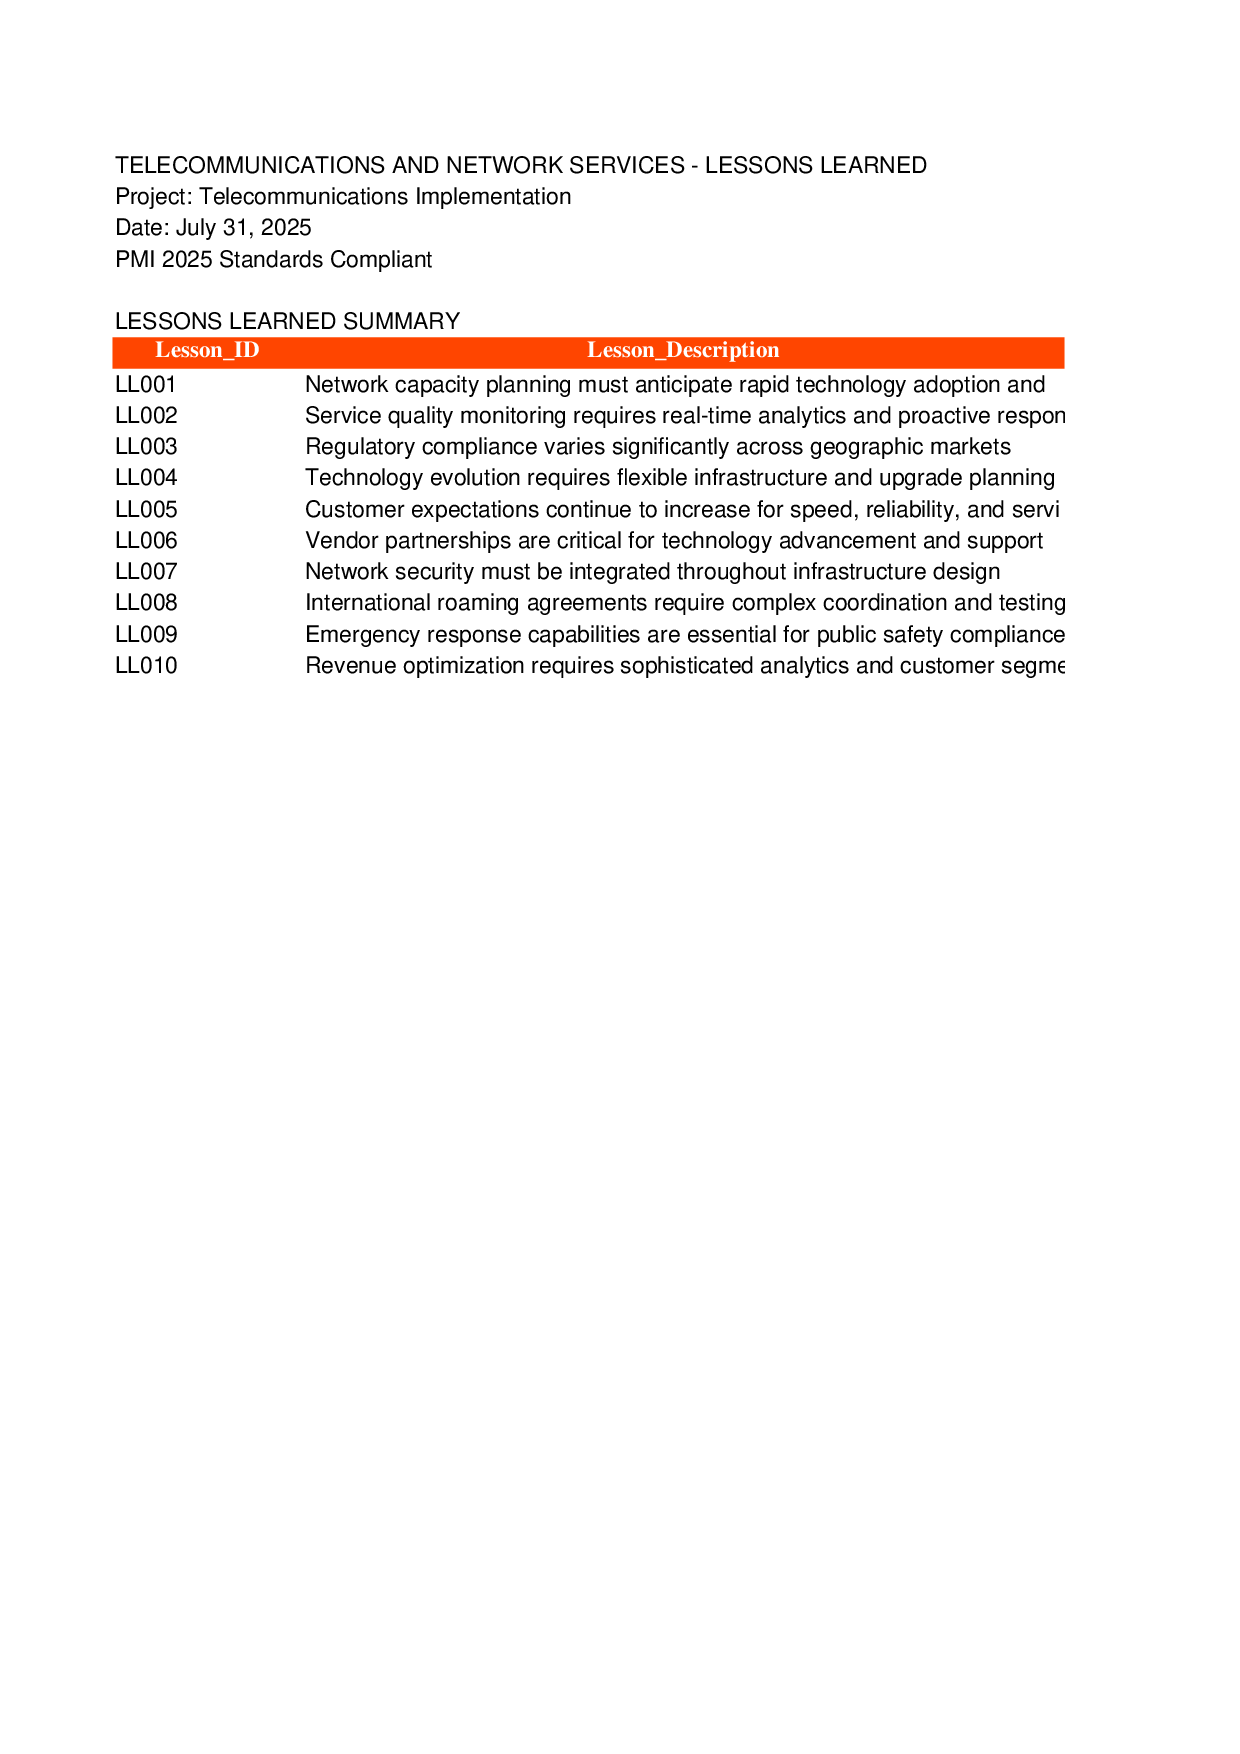 TELECOMMUNICATIONS AND NETWORK SERVICES - LESSONS LEARNED
Project: Telecommunications Implementation
Date: July 31, 2025
PMI 2025 Standards Compliant
LESSONS LEARNED SUMMARY
Lesson_ID Lesson_Description
LL001 Network capacity planning must anticipate rapid technology adoption and
LL002 Service quality monitoring requires real-time analytics and proactive respon
LL003 Regulatory compliance varies significantly across geographic markets
LL004 Technology evolution requires flexible infrastructure and upgrade planning
LL005 Customer expectations continue to increase for speed, reliability, and servi
LL006 Vendor partnerships are critical for technology advancement and support
LL007 Network security must be integrated throughout infrastructure design
LL008 International roaming agreements require complex coordination and testing
LL009 Emergency response capabilities are essential for public safety compliance
LL010 Revenue optimization requires sophisticated analytics and customer segme